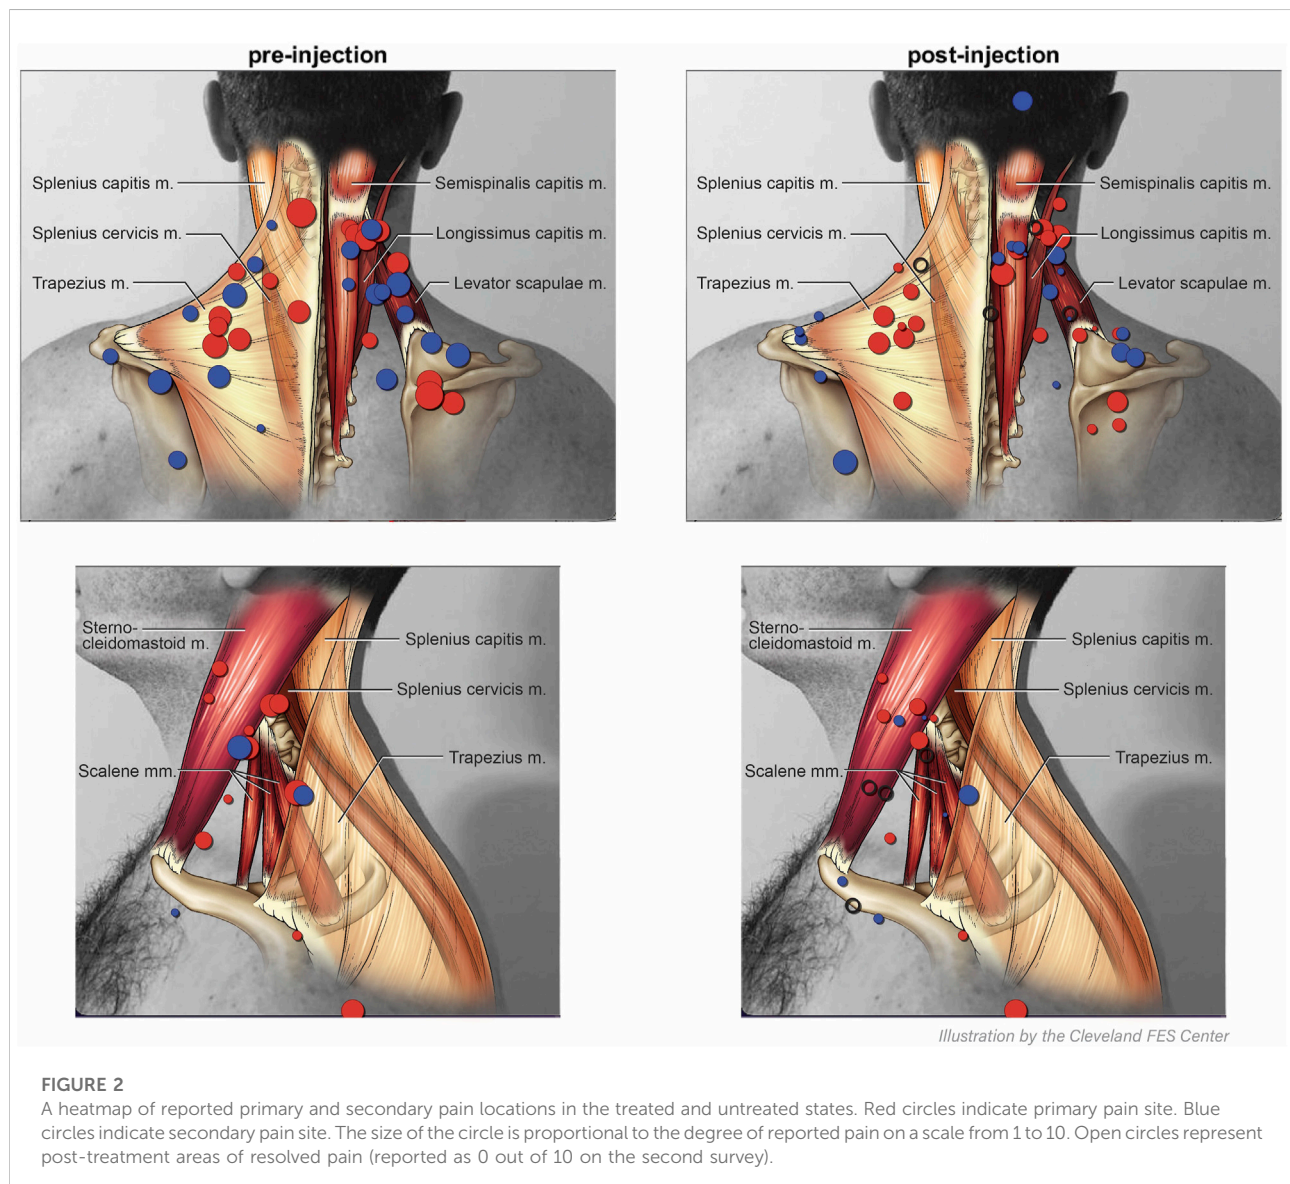 pre-injection
post-injection
Splenius capitis m.
Semispinalis capitis m.
Splenius cervicis m.
Longissimus capitis m.
Trapezius m.
Levator scapulae m.
Splenius capitis m.
Semispinalis capitis m.
Splenius cervicis m.
Longissimus capitis m.
Trapezius m.
Levator scapulae m.
Sterno-
cleidomastoid m.
Splenius capitis m.
Splenius cervicis m.
Trapezius m.
Scalene mm.
Sterno-
cleidomastoid m.
Splenius capitis m.
Splenius cervicis m.
Trapezius m.
Scalene mm.
Illustration by the Cleveland FES Center
FIGURE 2
A heatmap of reported primary and secondary pain locations in the treated and untreated states. Red circles indicate primary pain site. Blue
circles indicate secondary pain site. The size of the circle is proportional to the degree of reported pain on a scale from 1 to 10. Open circles represent
post-treatment areas of resolved pain (reported as 0 out of 10 on the second survey).